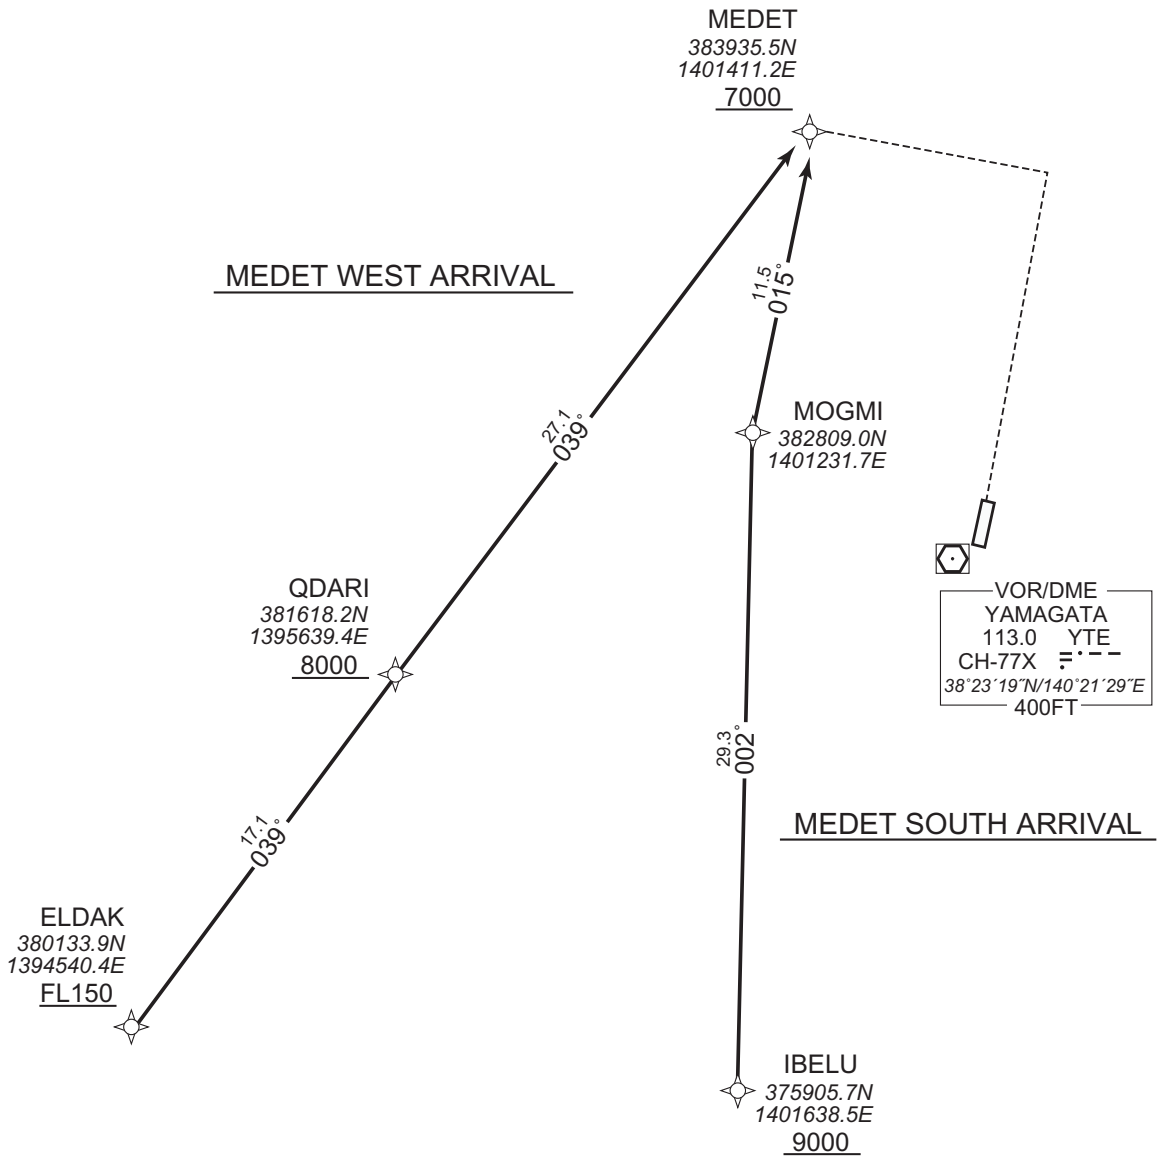 MEDET
383935.5N
1401411.2E
7000
MEDET WEST ARRIVAL
11.5
015°
27.1
039°
MOGMI
382809.0N
1401231.7E
QDARI
381618.2N
1395639.4E
8000
VOR/DME
YAMAGATA
113.0 YTE
CH-77X
38°23´19˝N/140°21´29˝E
400FT
29.3
002°
MEDET SOUTH ARRIVAL
17.1
039°
ELDAK
380133.9N
1394540.4E
FL150
IBELU
375905.7N
1401638.5E
9000